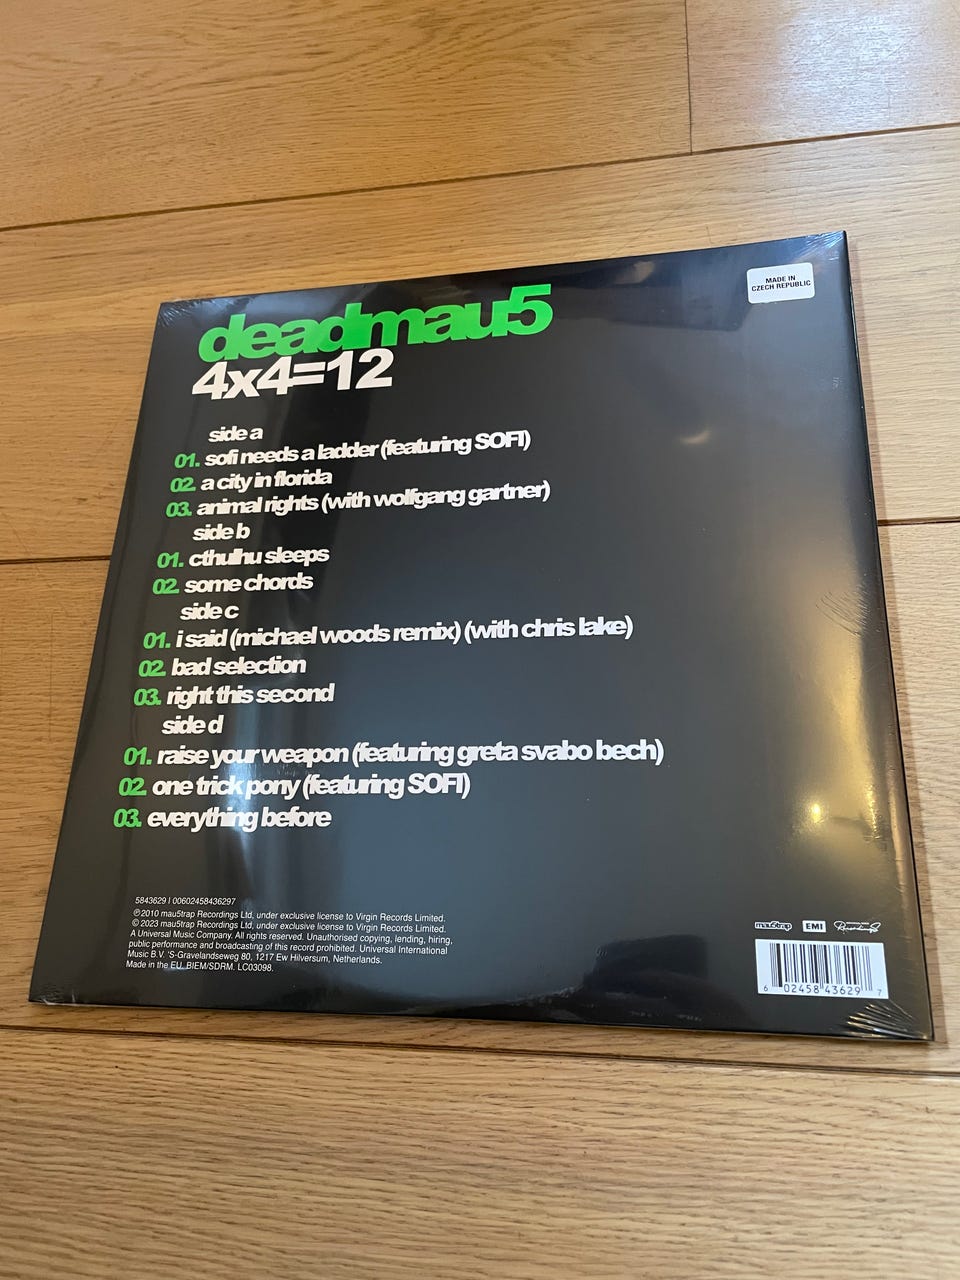 MADE IN
CZECH REPUBLIC
deadmau5
4x4=12
side a
01. sofi needs a ladder (featuring SOFI)
02. a city in florida
03. animal rights (with wolfgang gartner)
side b
01. cthulhu sleeps
02. some chords
side c
01. i said (michael woods remix) (with chris lake)
02. bad selection
03. right this second
side d
01. raise your weapon (featuring greta svabo bech)
02. one trick pony (featuring SOFI)
03. everything before
5843629 | 00602458436297
℗ 2010 mau5trap Recordings Ltd, under exclusive license to Virgin Records Limited.
© 2023 mau5trap Recordings Ltd, under exclusive license to Virgin Records Limited.
A Universal Music Company. All rights reserved. Unauthorised copying, lending, hiring,
public performance and broadcasting of this record prohibited. Universal International
Music B.V. 'S-Gravelandseweg 80, 1217 Ew Hilversum, Netherlands.
Made in the EU. BIEM/SDRM. LC03098.
mau5trap EMI
6 02458 43629 7